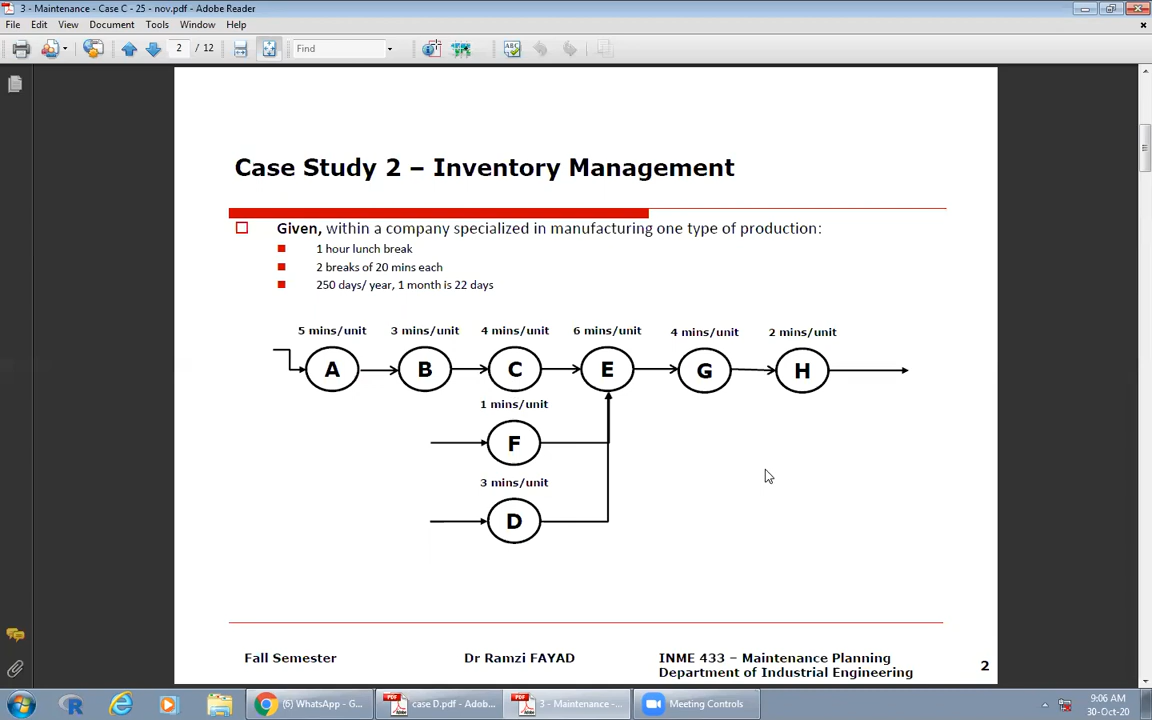 3 - Maintenance - Case C - 25 - nov.pdf - Adobe Reader
File Edit View Document Tools Window Help
2 / 12 Find
Case Study 2 – Inventory Management
Given, within a company specialized in manufacturing one type of production:
1 hour lunch break
2 breaks of 20 mins each
250 days/ year, 1 month is 22 days
5 mins/unit 3 mins/unit 4 mins/unit 6 mins/unit 4 mins/unit 2 mins/unit
A B C E G H
1 mins/unit
F
3 mins/unit
D
Fall Semester Dr Ramzi FAYAD INME 433 – Maintenance Planning
Department of Industrial Engineering
2
(5) WhatsApp - G... case D.pdf - Adob... 3 - Maintenance -... Meeting Controls
9:06 AM
30-Oct-20